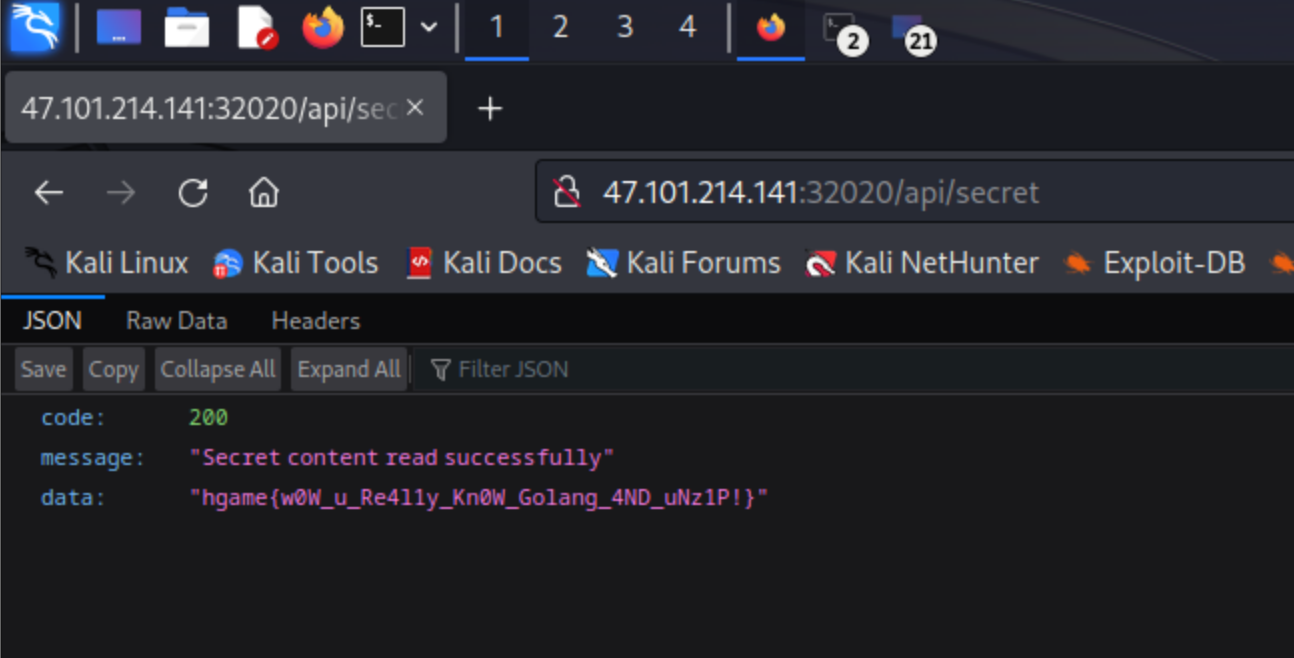 $_
1 2 3 4
2 21
47.101.214.141:32020/api/sec
47.101.214.141:32020/api/secret
Kali Linux Kali Tools Kali Docs Kali Forums Kali NetHunter Exploit-DB
JSON Raw Data Headers
Save Copy Collapse All Expand All Filter JSON
code: 200
message: "Secret content read successfully"
data: "hgame{w0W_u_Re4l1y_Kn0W_Golang_4ND_uNz1P!}"